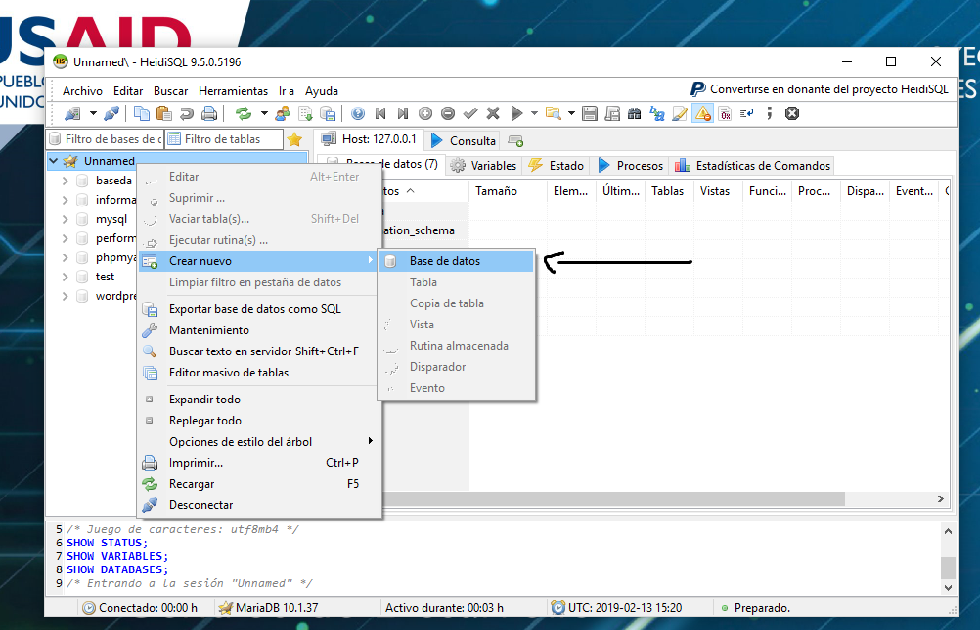 USAID
UNIDO
Unnamed\ - HeidiSQL 9.5.0.5196
Archivo Editar Buscar Herramientas Ir a Ayuda
Convertirse en donante del proyecto HeidiSQL
Filtro de bases de d
Filtro de tablas
Host: 127.0.0.1
Consulta
Unnamed
Bases de datos (7)
Variables
Estado
Procesos
Estadísticas de Comandos
tos
Tamaño
Elem...
Últim...
Tablas
Vistas
Funci...
Proc...
Dispa...
Event...
baseda
informa
mysql
perform
phpmya
test
wordpre
ation_schema
Editar Alt+Enter
Suprimir ...
Vaciar tabla(s)... Shift+Del
Ejecutar rutina(s) ...
Crear nuevo
Limpiar filtro en pestaña de datos
Exportar base de datos como SQL
Mantenimiento
Buscar texto en servidor Shift+Ctrl+F
Editor masivo de tablas
Expandir todo
Replegar todo
Opciones de estilo del árbol
Imprimir... Ctrl+P
Recargar F5
Desconectar
Base de datos
Tabla
Copia de tabla
Vista
Rutina almacenada
Disparador
Evento
5 /* Juego de caracteres: utf8mb4 */
6 SHOW STATUS;
7 SHOW VARIABLES;
8 SHOW DATABASES;
9 /* Entrando a la sesión "Unnamed" */
Conectado: 00:00 h
MariaDB 10.1.37
Activo durante: 00:03 h
UTC: 2019-02-13 15:20
Preparado.